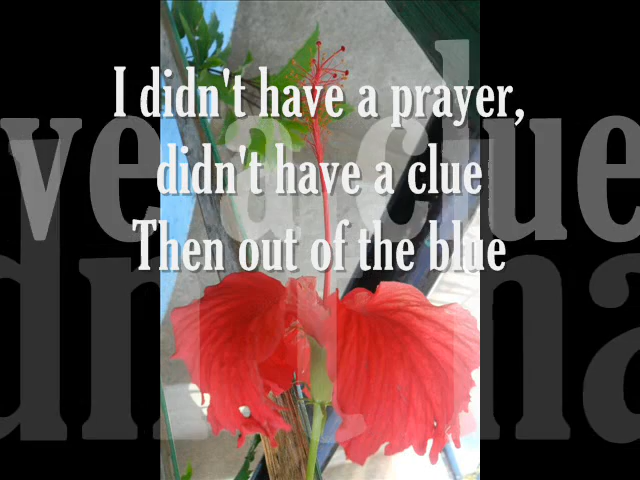 I didn't have a prayer,
didn't have a clue
Then out of the blue